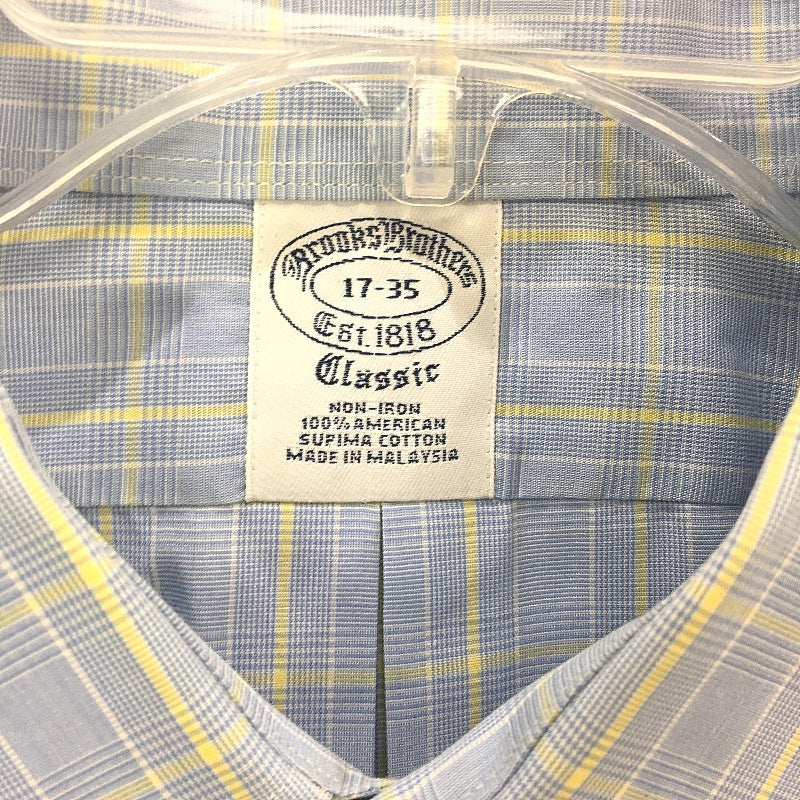 Brooks Brothers
17-35
Est. 1818
Classic
NON-IRON
100% AMERICAN
SUPIMA COTTON
MADE IN MALAYSIA